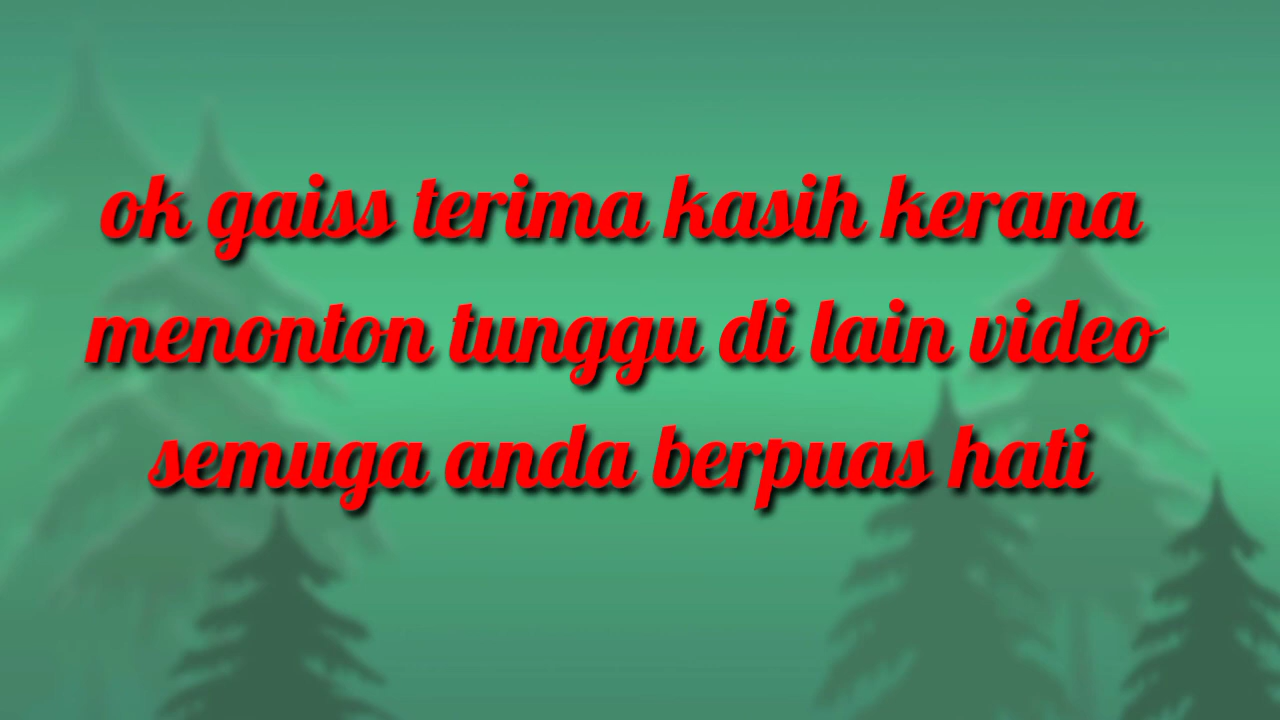 ok gaiss terima kasih kerana
menonton tunggu di lain video
semuga anda berpuas hati